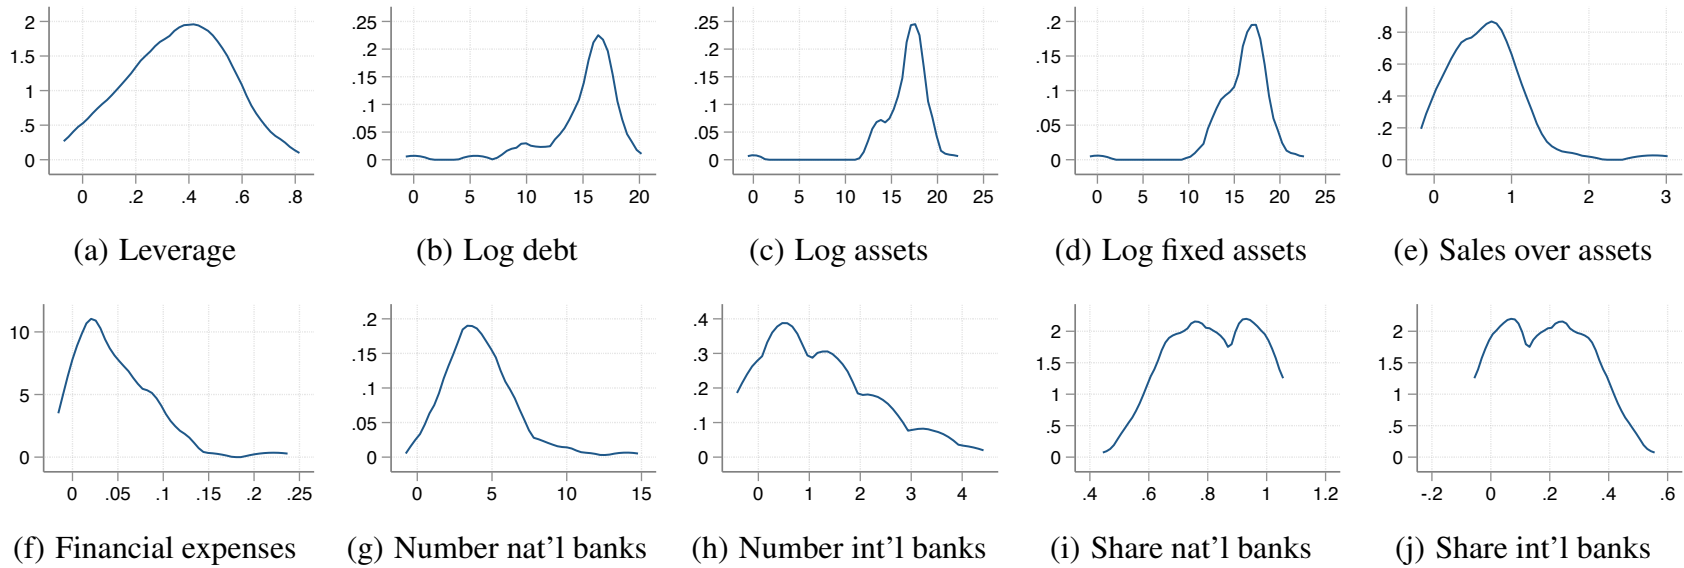 2
1.5
1
.5
0
0 .2 .4 .6 .8
(a) Leverage
.25
.2
.15
.1
.05
0
0 5 10 15 20
(b) Log debt
.25
.2
.15
.1
.05
0
0 5 10 15 20 25
(c) Log assets
.2
.15
.1
.05
0
0 5 10 15 20 25
(d) Log fixed assets
.8
.6
.4
.2
0
0 1 2 3
(e) Sales over assets
10
5
0
0 .05 .1 .15 .2 .25
(f) Financial expenses
.2
.15
.1
.05
0
0 5 10 15
(g) Number nat'l banks
.4
.3
.2
.1
0
0 1 2 3 4
(h) Number int'l banks
2
1.5
1
.5
0
.4 .6 .8 1 1.2
(i) Share nat'l banks
2
1.5
1
.5
0
-.2 0 .2 .4 .6
(j) Share int'l banks